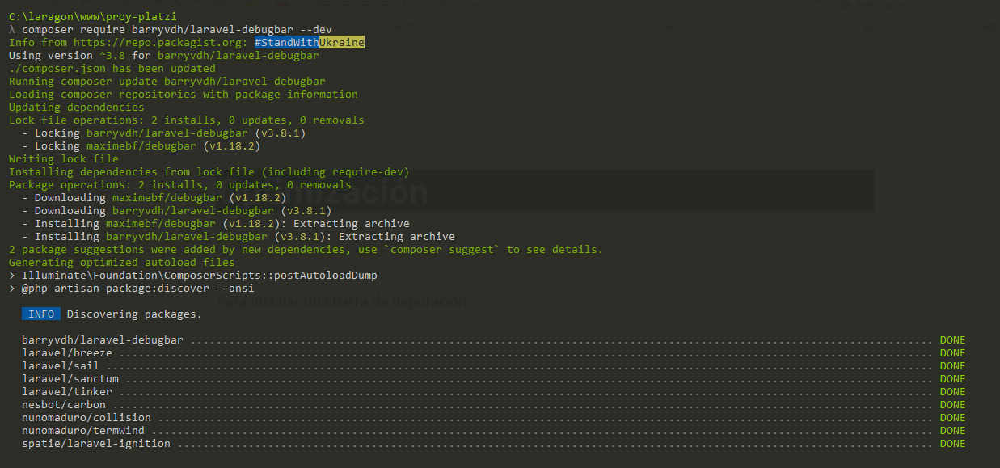 C:\laragon\www\proy-platzi
λ composer require barryvdh/laravel-debugbar --dev
Info from https://repo.packagist.org: #StandWithUkraine
Using version ^3.8 for barryvdh/laravel-debugbar
./composer.json has been updated
Running composer update barryvdh/laravel-debugbar
Loading composer repositories with package information
Updating dependencies
Lock file operations: 2 installs, 0 updates, 0 removals
  - Locking barryvdh/laravel-debugbar (v3.8.1)
  - Locking maximebf/debugbar (v1.18.2)
Writing lock file
Installing dependencies from lock file (including require-dev)
Package operations: 2 installs, 0 updates, 0 removals
  - Downloading maximebf/debugbar (v1.18.2)
  - Downloading barryvdh/laravel-debugbar (v3.8.1)
  - Installing maximebf/debugbar (v1.18.2): Extracting archive
  - Installing barryvdh/laravel-debugbar (v3.8.1): Extracting archive
2 package suggestions were added by new dependencies, use `composer suggest` to see details.
Generating optimized autoload files
> Illuminate\Foundation\ComposerScripts::postAutoloadDump
> @php artisan package:discover --ansi
Para instalar una barra de depuración
INFO Discovering packages.
barryvdh/laravel-debugbar ................................................................................................................... DONE
laravel/breeze .............................................................................................................................. DONE
laravel/sail ................................................................................................................................ DONE
laravel/sanctum ............................................................................................................................. DONE
laravel/tinker .............................................................................................................................. DONE
nesbot/carbon ............................................................................................................................... DONE
nunomaduro/collision ........................................................................................................................ DONE
nunomaduro/termwind ......................................................................................................................... DONE
spatie/laravel-ignition ..................................................................................................................... DONE